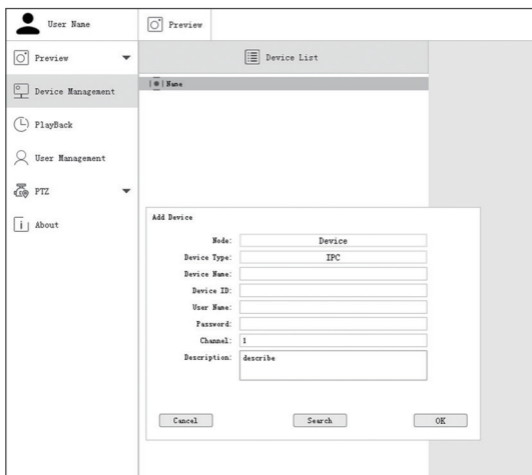 User Name
Preview
Preview
Device List
Device Management
Name
PlayBack
User Management
PTZ
About
Add Device
Node: Device
Device Type: IPC
Device Name:
Device ID:
User Name:
Password:
Channel: 1
Description: describe
Cancel Search OK